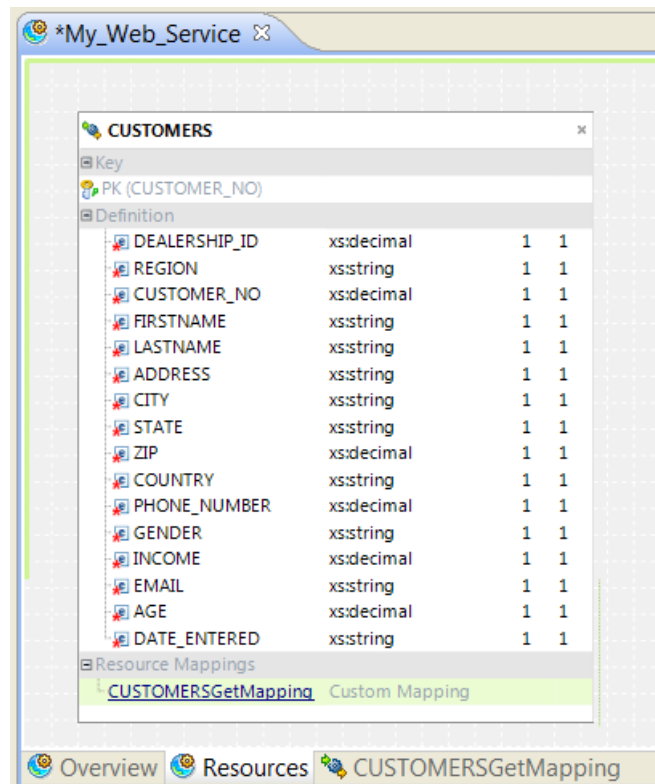 *My_Web_Service
CUSTOMERS
Key
PK (CUSTOMER_NO)
Definition
DEALERSHIP_ID xs:decimal 1 1
REGION xs:string 1 1
CUSTOMER_NO xs:decimal 1 1
FIRSTNAME xs:string 1 1
LASTNAME xs:string 1 1
ADDRESS xs:string 1 1
CITY xs:string 1 1
STATE xs:string 1 1
ZIP xs:decimal 1 1
COUNTRY xs:string 1 1
PHONE_NUMBER xs:decimal 1 1
GENDER xs:string 1 1
INCOME xs:decimal 1 1
EMAIL xs:string 1 1
AGE xs:decimal 1 1
DATE_ENTERED xs:string 1 1
Resource Mappings
CUSTOMERSGetMapping Custom Mapping
Overview Resources CUSTOMERSGetMapping